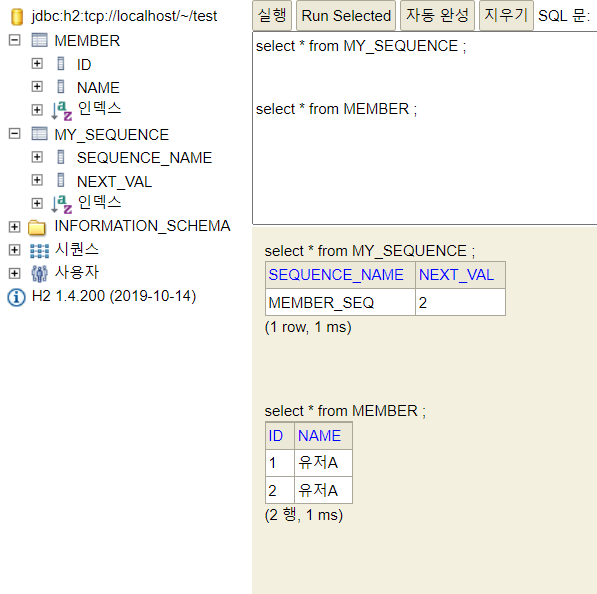 jdbc:h2:tcp://localhost/~/test
MEMBER
ID
NAME
인덱스
MY_SEQUENCE
SEQUENCE_NAME
NEXT_VAL
인덱스
INFORMATION_SCHEMA
시퀀스
사용자
H2 1.4.200 (2019-10-14)
실행 Run Selected 자동 완성 지우기 SQL 문:
select * from MY_SEQUENCE ;
select * from MEMBER ;
select * from MY_SEQUENCE ;
SEQUENCE_NAME NEXT_VAL
MEMBER_SEQ 2
(1 row, 1 ms)
select * from MEMBER ;
ID NAME
1 유저A
2 유저A
(2 행, 1 ms)